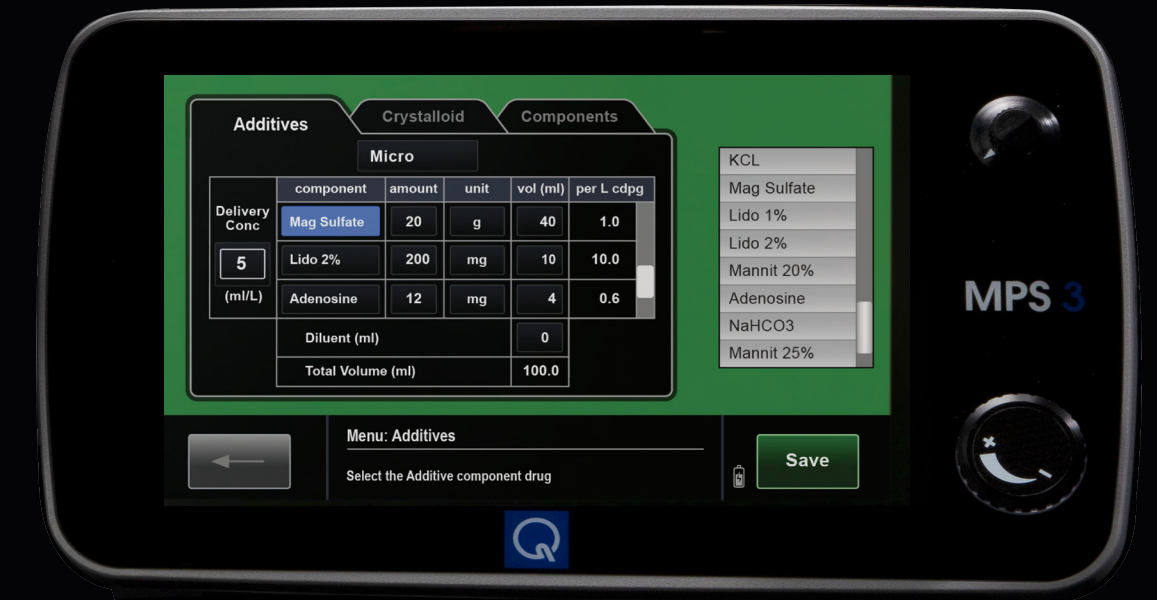 Additives
Crystalloid
Components
Micro
component amount unit vol (ml) per L cdpg
Delivery
Conc
5
(ml/L)
Mag Sulfate 20 g 40 1.0
Lido 2% 200 mg 10 10.0
Adenosine 12 mg 4 0.6
Diluent (ml) 0
Total Volume (ml) 100.0
KCL
Mag Sulfate
Lido 1%
Lido 2%
Mannit 20%
Adenosine
NaHCO3
Mannit 25%
MPS 3
Menu: Additives
Select the Additive component drug
Save
Q